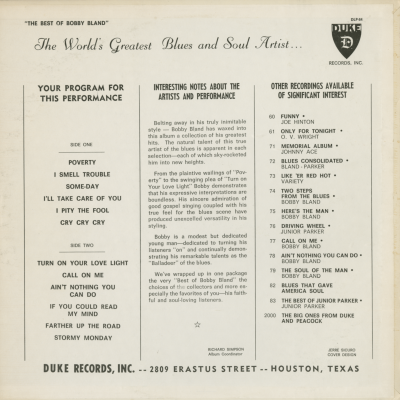 "THE BEST OF BOBBY BLAND"
DLP-84
The World's Greatest Blues and Soul Artist...
DUKE
D
RECORDS, INC.
YOUR PROGRAM FOR
THIS PERFORMANCE
SIDE ONE
POVERTY
I SMELL TROUBLE
SOME-DAY
I'LL TAKE CARE OF YOU
I PITY THE FOOL
CRY CRY CRY
SIDE TWO
TURN ON YOUR LOVE LIGHT
CALL ON ME
AIN'T NOTHING YOU
CAN DO
IF YOU COULD READ
MY MIND
FARTHER UP THE ROAD
STORMY MONDAY
INTERESTING NOTES ABOUT THE
ARTISTS AND PERFORMANCE
Belting away in his truly inimitable
style — Bobby Bland has waxed into
this album a collection of his greatest
hits. The natural talent of this true
artist of the blues is apparent in each
selection—each of which sky-rocketed
him into new heights.
From the plaintive wailings of "Pov-
erty" to the swinging plea of "Turn on
Your Love Light" Bobby demonstrates
that his expressive interpretations are
boundless. His sincere admiration of
good gospel singing coupled with his
true feel for the blues scene have
produced unexcelled versatility in his
styling.
Bobby is a modest but dedicated
young man—dedicated to turning his
listeners "on" and continually demon-
strating his remarkable talents as the
"Balladeer" of the blues.
We've wrapped up in one package
the very "Best of Bobby Bland" the
choices of the collectors and more es-
pecially the favorites of you—his faith-
ful and soul-loving listeners.
RICHARD SIMPSON
Album Coordinator
OTHER RECORDINGS AVAILABLE
OF SIGNIFICANT INTEREST
60 FUNNY •
JOE HINTON
61 ONLY FOR TONIGHT •
O. V. WRIGHT
71 MEMORIAL ALBUM •
JOHNNY ACE
72 BLUES CONSOLIDATED •
BLAND - PARKER
73 LIKE 'ER RED HOT •
VARIETY
74 TWO STEPS
FROM THE BLUES •
BOBBY BLAND
75 HERE'S THE MAN •
BOBBY BLAND
76 DRIVING WHEEL •
JUNIOR PARKER
77 CALL ON ME •
BOBBY BLAND
78 AIN'T NOTHING YOU CAN DO •
BOBBY BLAND
79 THE SOUL OF THE MAN •
BOBBY BLAND
82 BLUES THAT GAVE
AMERICA SOUL
83 THE BEST OF JUNIOR PARKER •
JUNIOR PARKER
2000 THE BIG ONES FROM DUKE
AND PEACOCK
COVER DESIGN
DUKE RECORDS, INC. -- 2809 ERASTUS STREET -- HOUSTON, TEXAS